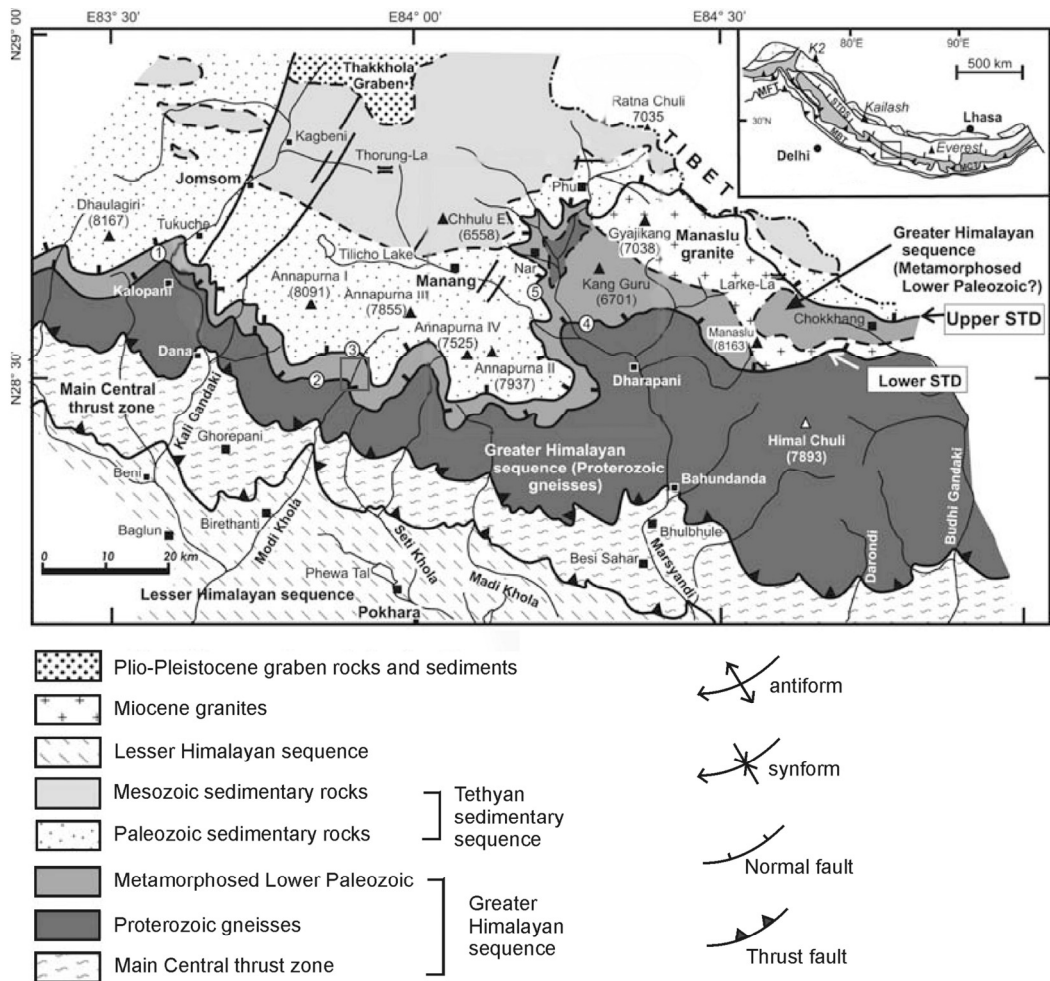 E83° 30"
E84° 00"
E84° 30"
N29° 00
N28° 30"
80°E
90°E
K2
500 km
MFT
LSTDS
Kailash
Lhasa
30°N
MBT
Everest
Delhi
MCT
Thakkhola
Graben
Ratna Chuli
7035
TIBET
Kagbeni
Thorung-La
Jomsom
Phu
Dhaulagiri
(8167)
Tukuche
Chhulu E.
(6558)
Gyajikang
(7038)
Manaslu
granite
Greater Himalayan
sequence
(Metamorphosed
Lower Paleozoic?)
Tilicho Lake
Manang
Nar
1
Kalopani
Annapurna I
(8091)
Annapurna III
(7855)
5
Kang Guru
(6701)
Larke-La
Chokkhang
Upper STD
4
Annapurna IV
(7525)
Manaslu
(8163)
Dana
3
2
Annapurna II
(7937)
Dharapani
Lower STD
Main Central
thrust zone
Kali Gandaki
Ghorepani
Himal Chuli
(7893)
Greater Himalayan
sequence (Proterozoic
gneisses)
Bahundanda
Beni
Birethanti
Baglun
Modi Khola
Seti Khola
Bhulbhule
Budhi Gandaki
0 10 20 km
Besi Sahar
Marsyandi
Darondi
Phewa Tal
Madi Khola
Lesser Himalayan sequence
Pokhara
Plio-Pleistocene graben rocks and sediments
Miocene granites
Lesser Himalayan sequence
Mesozoic sedimentary rocks
Paleozoic sedimentary rocks
Tethyan
sedimentary
sequence
Metamorphosed Lower Paleozoic
Proterozoic gneisses
Main Central thrust zone
Greater
Himalayan
sequence
antiform
synform
Normal fault
Thrust fault